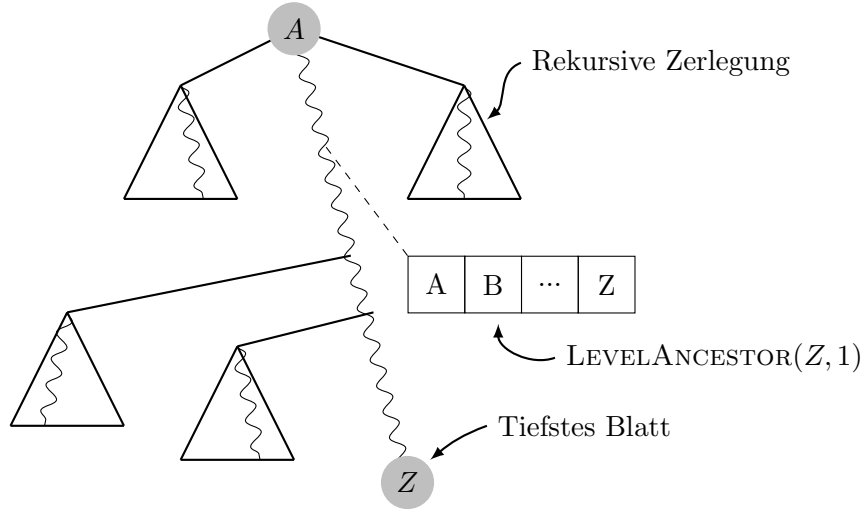 A
Rekursive Zerlegung
A B ... Z
LEVELANCESTOR(Z, 1)
Tiefstes Blatt
Z